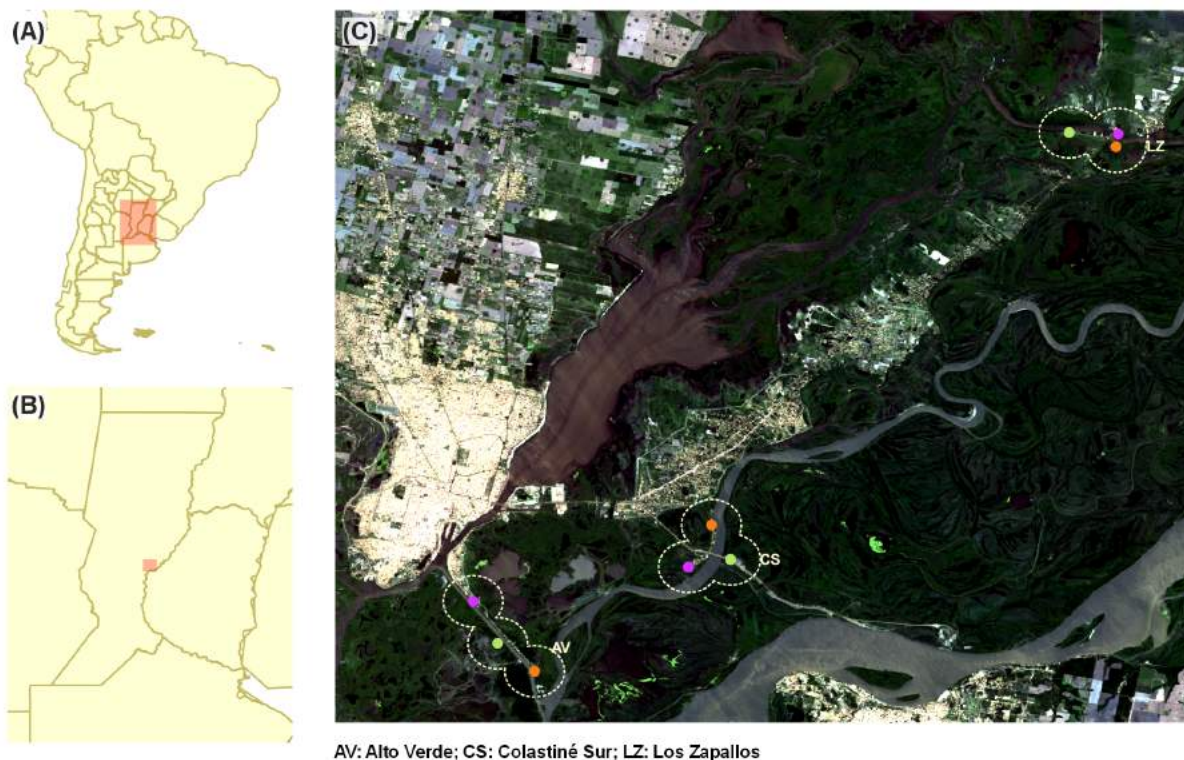 (A)
(B)
(C)
LZ
CS
AV
AV: Alto Verde; CS: Colastiné Sur; LZ: Los Zapallos